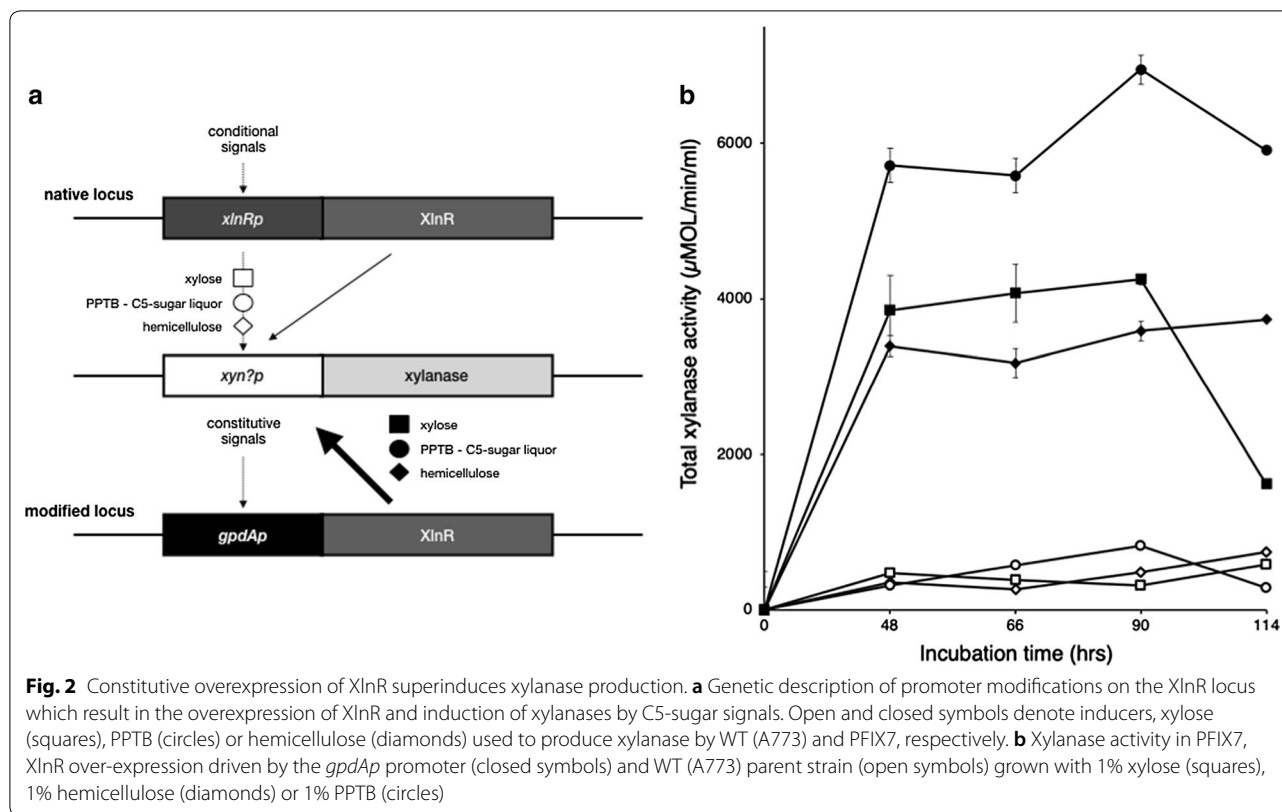 a
conditional
signals
native locus
xlnRp
XlnR
xylose
PPTB - C5-sugar liquor
hemicellulose
xyn?p
xylanase
constitutive
signals
xylose
PPTB - C5-sugar liquor
hemicellulose
modified locus
gpdAp
XlnR
b
Total xylanase activity (µMOL/min/ml)
6000
4000
2000
0
0
48
66
90
114
Incubation time (hrs)
Fig. 2 Constitutive overexpression of XlnR superinduces xylanase production. a Genetic description of promoter modifications on the XlnR locus
which result in the overexpression of XlnR and induction of xylanases by C5-sugar signals. Open and closed symbols denote inducers, xylose
(squares), PPTB (circles) or hemicellulose (diamonds) used to produce xylanase by WT (A773) and PFIX7, respectively. b Xylanase activity in PFIX7,
XlnR over-expression driven by the gpdAp promoter (closed symbols) and WT (A773) parent strain (open symbols) grown with 1% xylose (squares),
1% hemicellulose (diamonds) or 1% PPTB (circles)